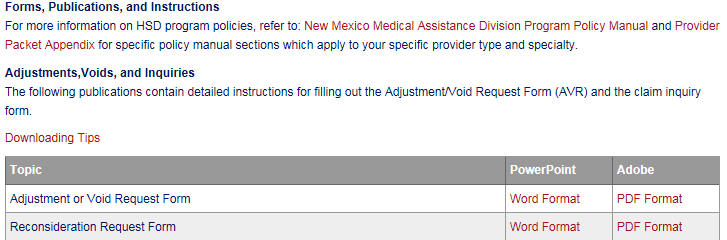 Forms, Publications, and Instructions
For more information on HSD program policies, refer to: New Mexico Medical Assistance Division Program Policy Manual and Provider
Packet Appendix for specific policy manual sections which apply to your specific provider type and specialty.
Adjustments,Voids, and Inquiries
The following publications contain detailed instructions for filling out the Adjustment/Void Request Form (AVR) and the claim inquiry
form.
Downloading Tips
Topic PowerPoint Adobe
Adjustment or Void Request Form Word Format PDF Format
Reconsideration Request Form Word Format PDF Format